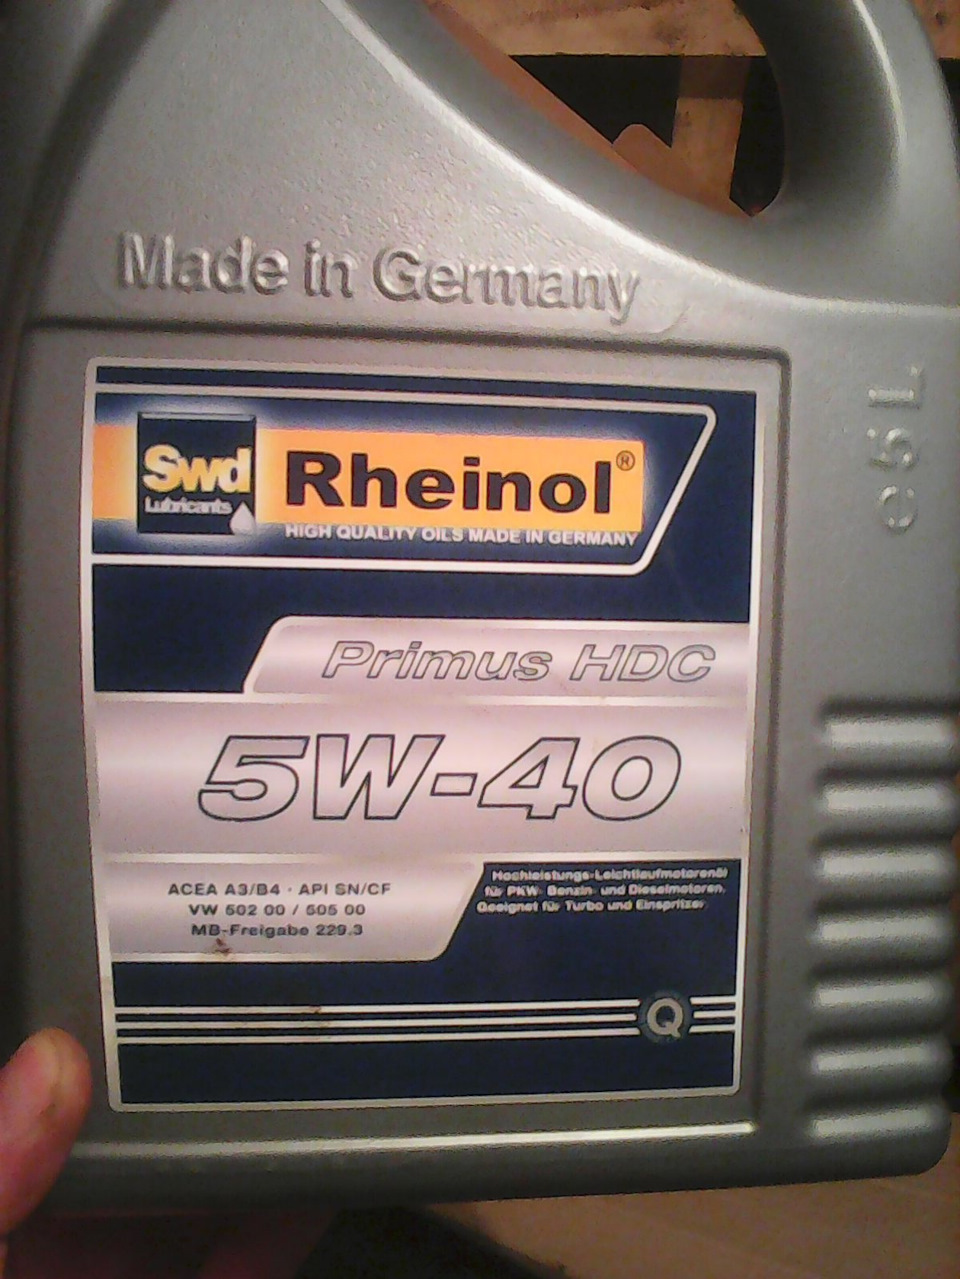 Made in Germany
e 5 L
Swd
Lubricants
Rheinol®
HIGH QUALITY OILS MADE IN GERMANY
Primus HDC
5W-40
ACEA A3/B4 · API SN/CF
VW 502 00 / 505 00
MB-Freigabe 229.3
Hochleistungs-Leichtlaufmotorenöl
für PKW- Benzin- und Dieselmotoren.
Geeignet für Turbo und Einspritzer
Q